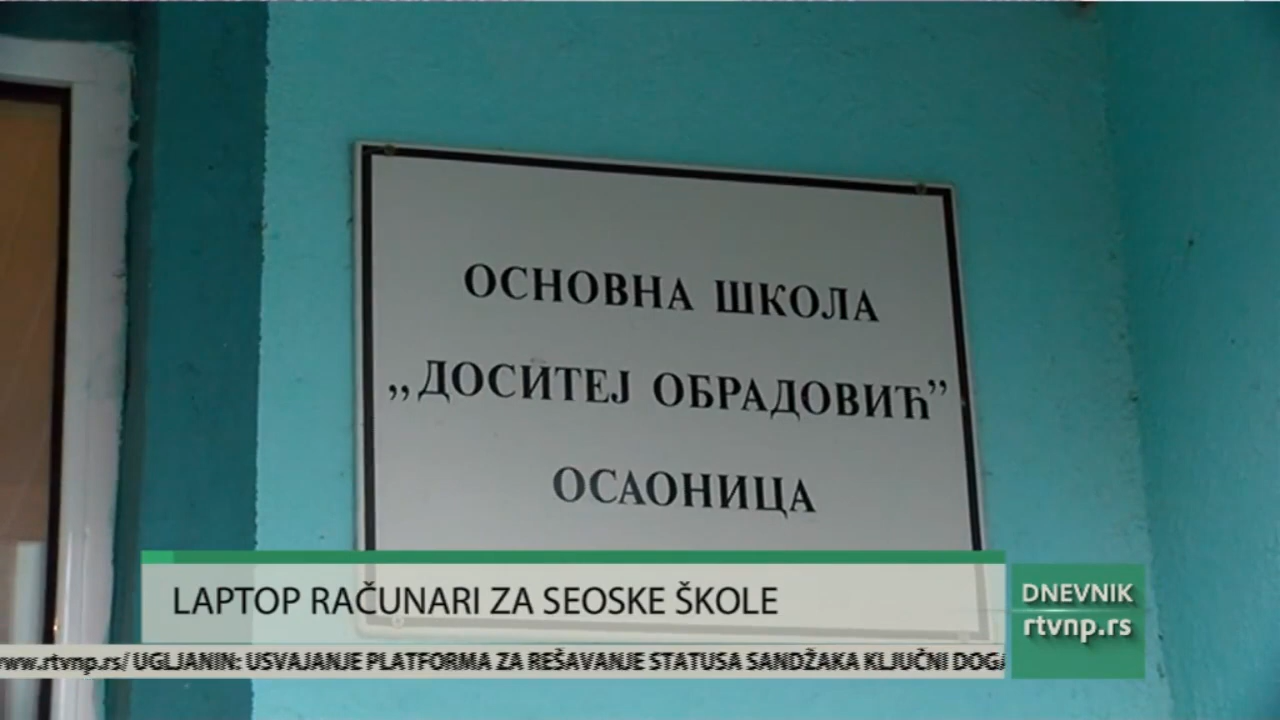 ОСНОВНА ШКОЛА
„ДОСИТЕЈ ОБРАДОВИЋ”
ОСАОНИЦА
LAPTOP RAČUNARI ZA SEOSKE ŠKOLE
DNEVNIK
rtvnp.rs
www.rtvnp.rs/ UGLJANIN: USVAJANJE PLATFORMA ZA REŠAVANJE STATUSA SANDŽAKA KLJUČNI